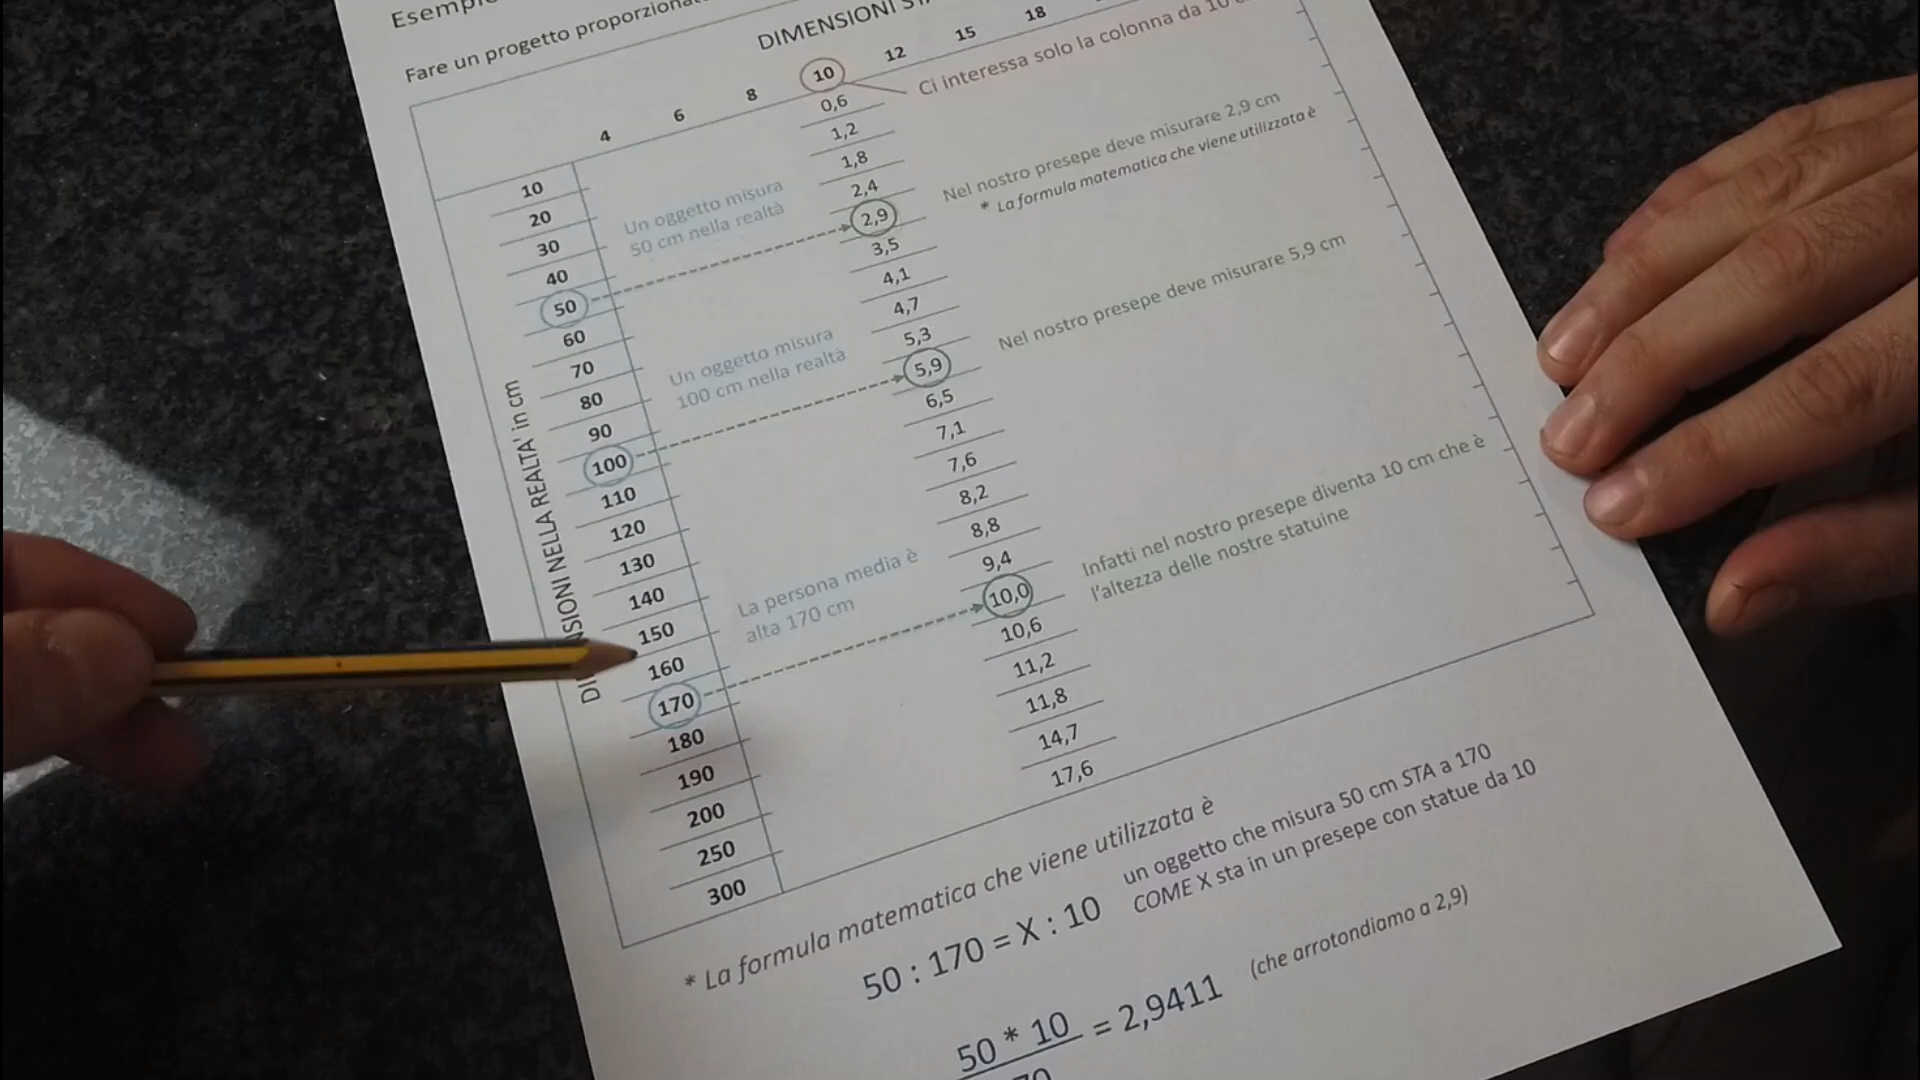 Fare un progetto proporzionato
DIMENSIONI
4 6 8 10 12 15 18
Ci interessa solo la colonna da 10
10 0,6
20 1,2
30 1,8
40 2,4
50 2,9
60 3,5
70 4,1
80 4,7
90 5,3
100 5,9
110 6,5
120 7,1
130 7,6
140 8,2
150 8,8
160 9,4
170 10,0
180 10,6
190 11,2
200 11,8
250 14,7
300 17,6
NELLA REALTA' in cm
Un oggetto misura
50 cm nella realtà
Nel nostro presepe deve misurare 2,9 cm
* La formula matematica che viene utilizzata è
Un oggetto misura
100 cm nella realtà
Nel nostro presepe deve misurare 5,9 cm
La persona media è
alta 170 cm
Infatti nel nostro presepe diventa 10 cm che è
l'altezza delle nostre statuine
* La formula matematica che viene utilizzata è
50 : 170 = X : 10
un oggetto che misura 50 cm STA a 170
COME X sta in un presepe con statue da 10
50 * 10 = 2,9411
(che arrotondiamo a 2,9)